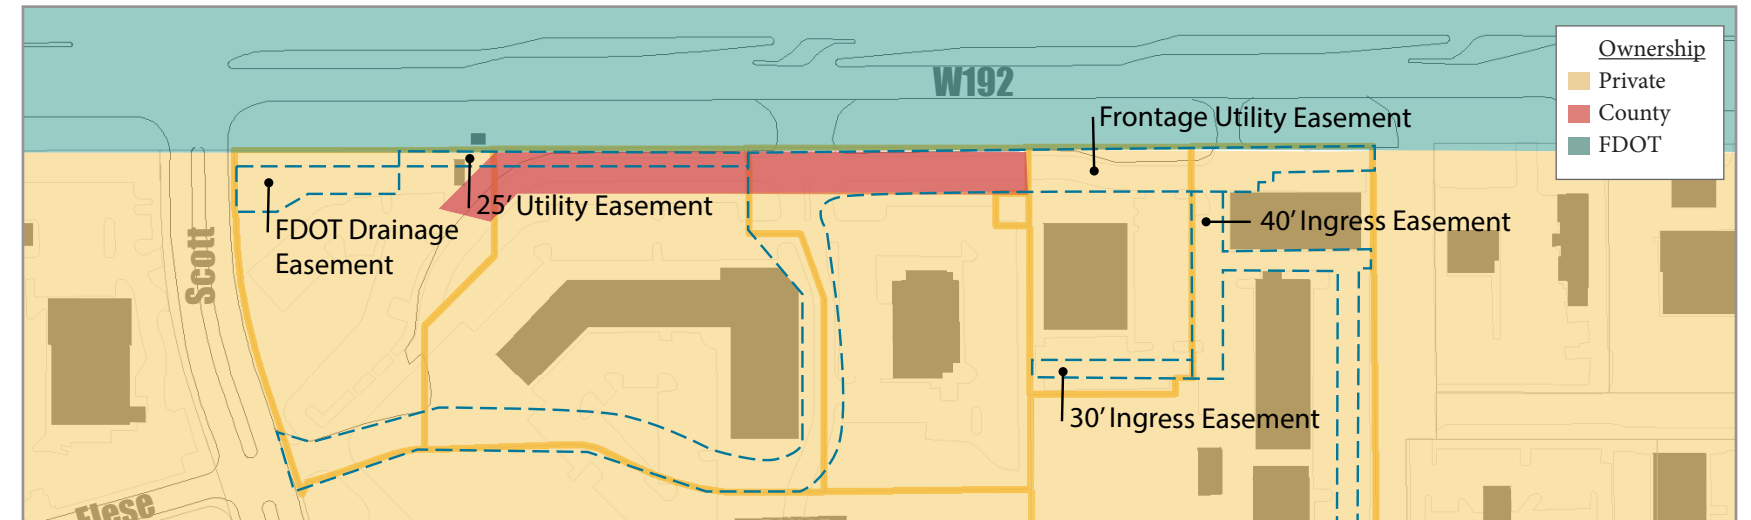 Ownership
Private
County
FDOT
W192
Frontage Utility Easement
25' Utility Easement
FDOT Drainage
Easement
40' Ingress Easement
30' Ingress Easement
Scott
Flese